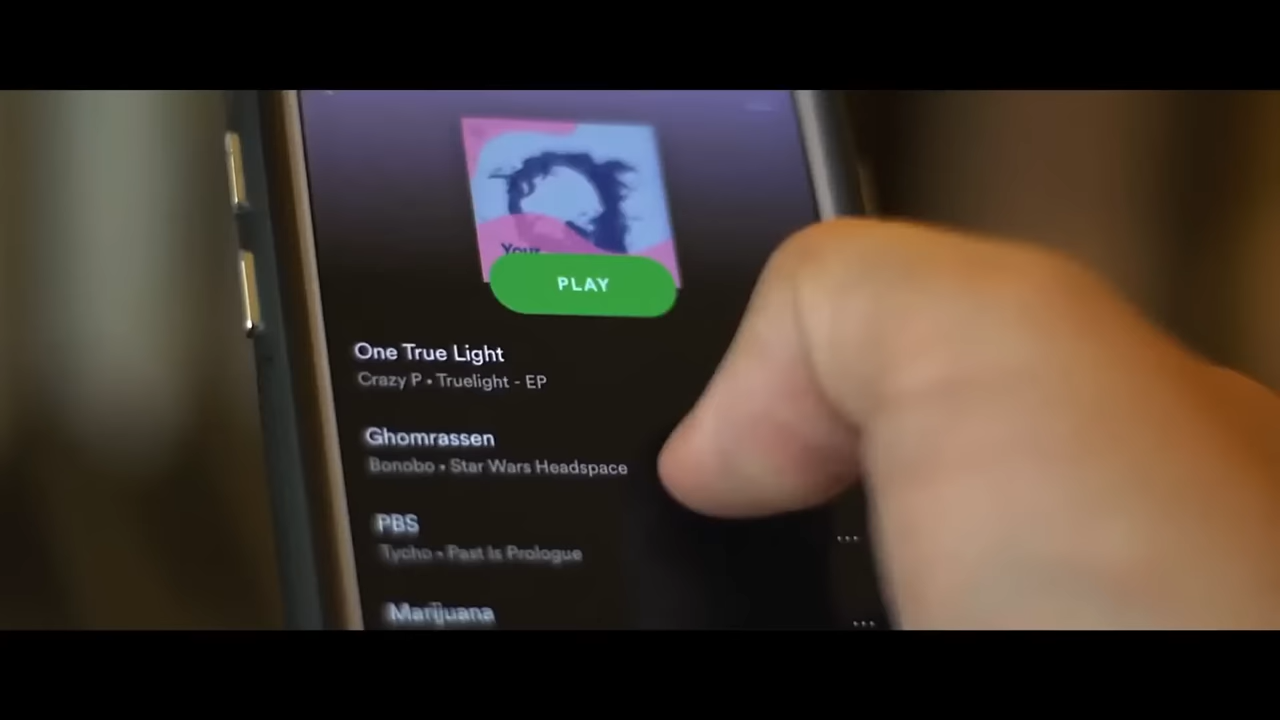 Your
PLAY
One True Light
Crazy P • Truelight - EP
Ghomrassen
Bonobo • Star Wars Headspace
PBS
Tycho • Past Is Prologue
Marijuana